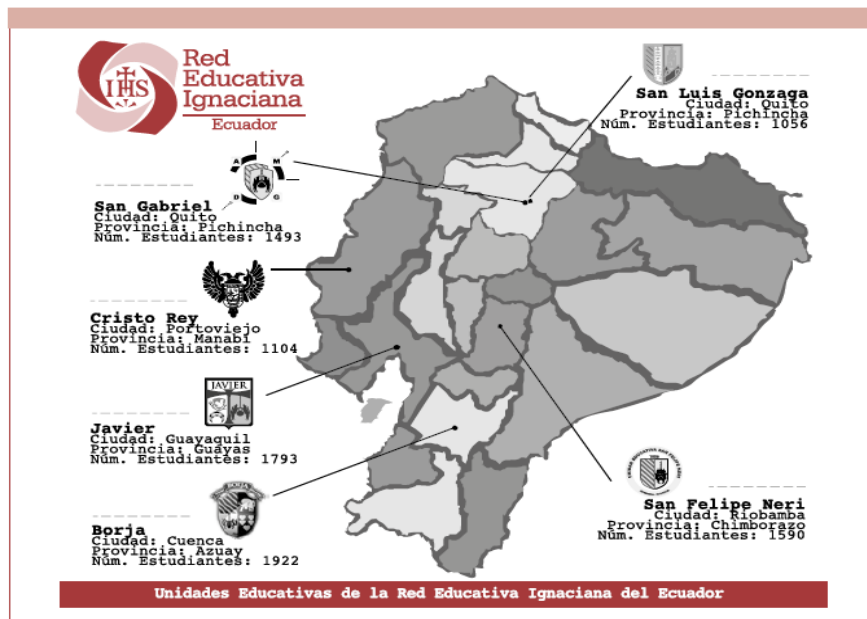 Red
Educativa
Ignaciana
Ecuador
IHS
San Luis Gonzaga
Ciudad: Quito
Provincia: Pichincha
Núm. Estudiantes: 1056
A M
D G
San Gabriel
Ciudad: Quito
Provincia: Pichincha
Núm. Estudiantes: 1493
Cristo Rey
Ciudad: Portoviejo
Provincia: Manabí
Núm. Estudiantes: 1104
JAVIER
Javier
Ciudad: Guayaquil
Provincia: Guayas
Núm. Estudiantes: 1793
BORJA
Borja
Ciudad: Cuenca
Provincia: Azuay
Núm. Estudiantes: 1922
San Felipe Neri
Ciudad: Riobamba
Provincia: Chimborazo
Núm. Estudiantes: 1590
Unidades Educativas de la Red Educativa Ignaciana del Ecuador